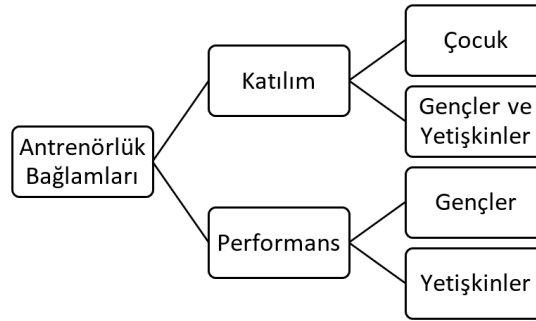 Antrenörlük
Bağlamları
Katılım
Çocuk
Gençler ve
Yetişkinler
Performans
Gençler
Yetişkinler